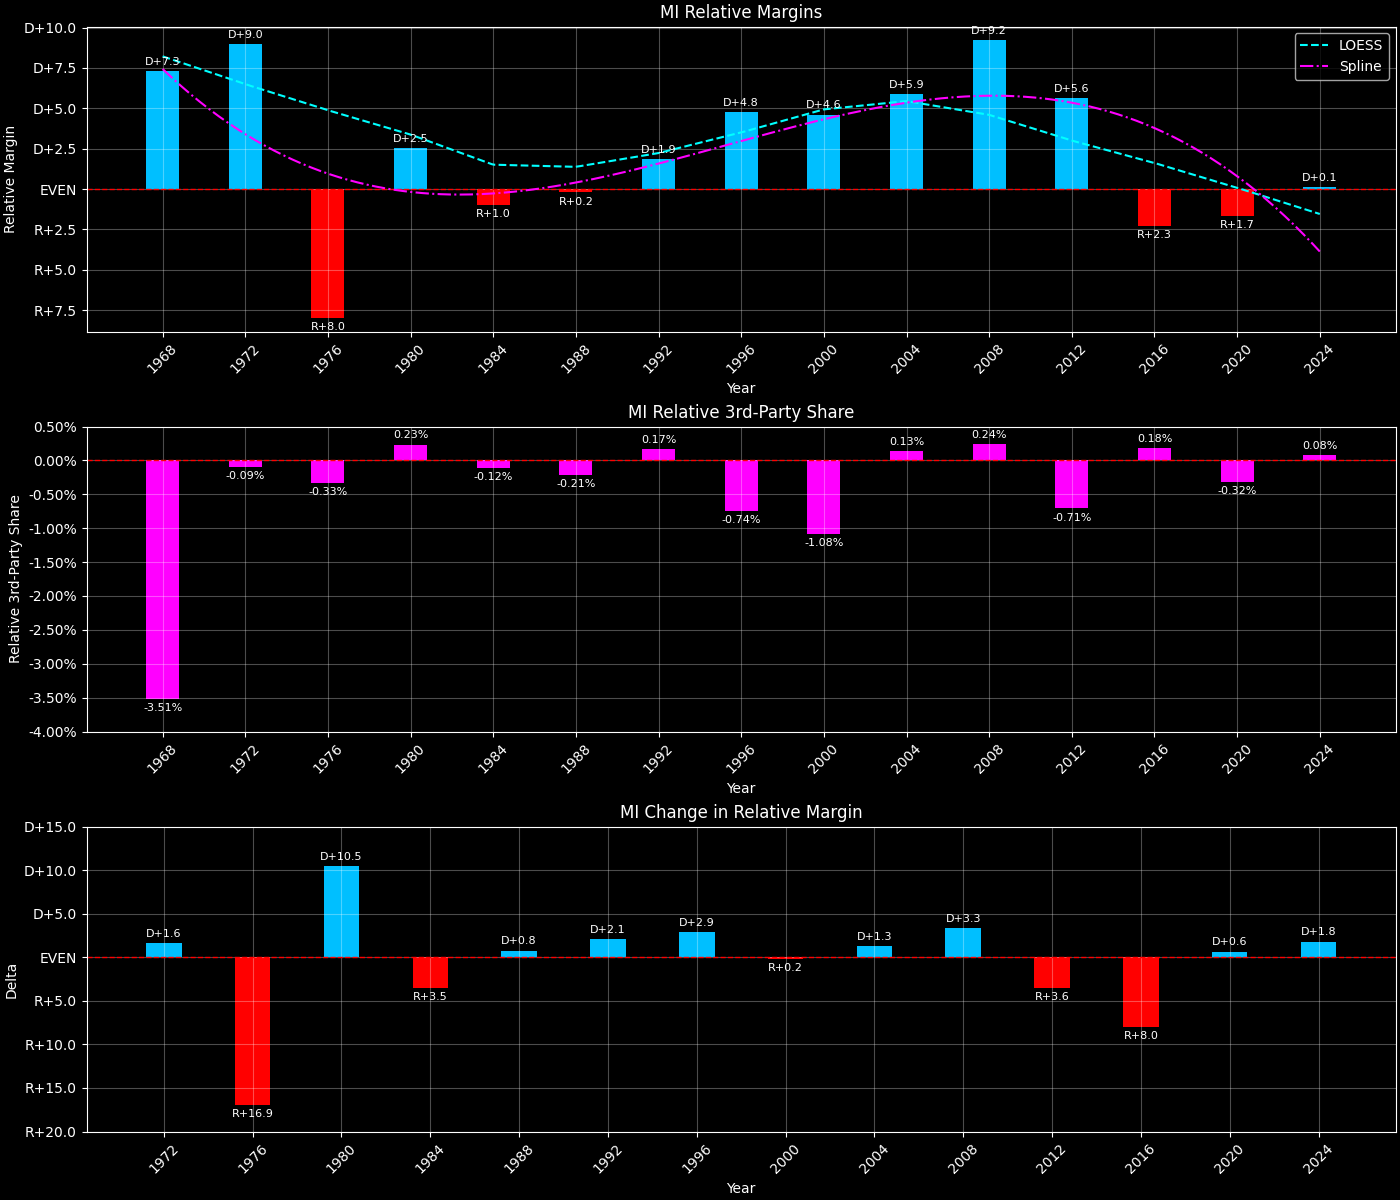 MI Relative Margins
D+10.0
D+7.5
D+5.0
D+2.5
EVEN
R+2.5
R+5.0
R+7.5
Relative Margin
D+7.3
D+9.0
R+8.0
D+2.5
R+1.0
R+0.2
D+1.9
D+4.8
D+4.6
D+5.9
D+9.2
D+5.6
R+2.3
R+1.7
D+0.1
LOESS
Spline
1968
1972
1976
1980
1984
1988
1992
1996
2000
2004
2008
2012
2016
2020
2024
Year
MI Relative 3rd-Party Share
0.50%
0.00%
-0.50%
-1.00%
-1.50%
-2.00%
-2.50%
-3.00%
-3.50%
-4.00%
Relative 3rd-Party Share
-3.51%
-0.09%
-0.33%
0.23%
-0.12%
-0.21%
0.17%
-0.74%
-1.08%
0.13%
0.24%
-0.71%
0.18%
-0.32%
0.08%
1968
1972
1976
1980
1984
1988
1992
1996
2000
2004
2008
2012
2016
2020
2024
Year
MI Change in Relative Margin
D+15.0
D+10.0
D+5.0
EVEN
R+5.0
R+10.0
R+15.0
R+20.0
Delta
D+1.6
R+16.9
D+10.5
R+3.5
D+0.8
D+2.1
D+2.9
R+0.2
D+1.3
D+3.3
R+3.6
R+8.0
D+0.6
D+1.8
1972
1976
1980
1984
1988
1992
1996
2000
2004
2008
2012
2016
2020
2024
Year